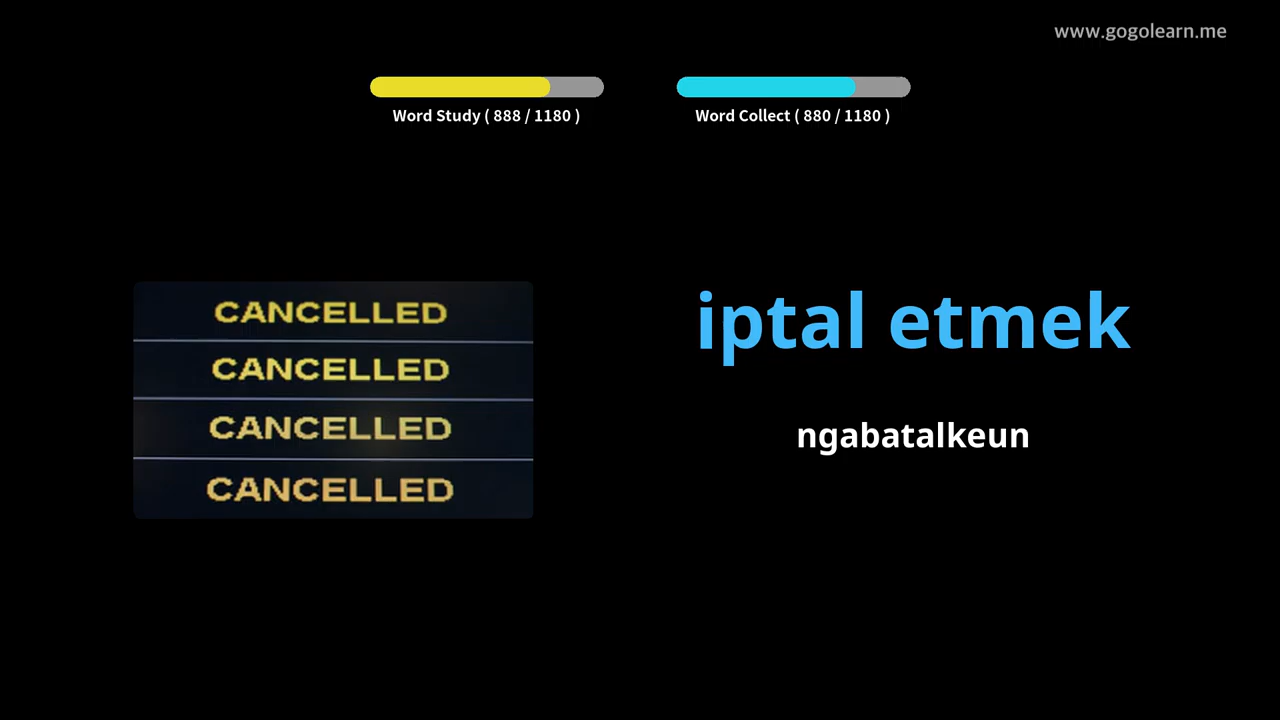 www.gogolearn.me
Word Study ( 888 / 1180 )
Word Collect ( 880 / 1180 )
CANCELLED
CANCELLED
CANCELLED
CANCELLED
iptal etmek
ngabatalkeun